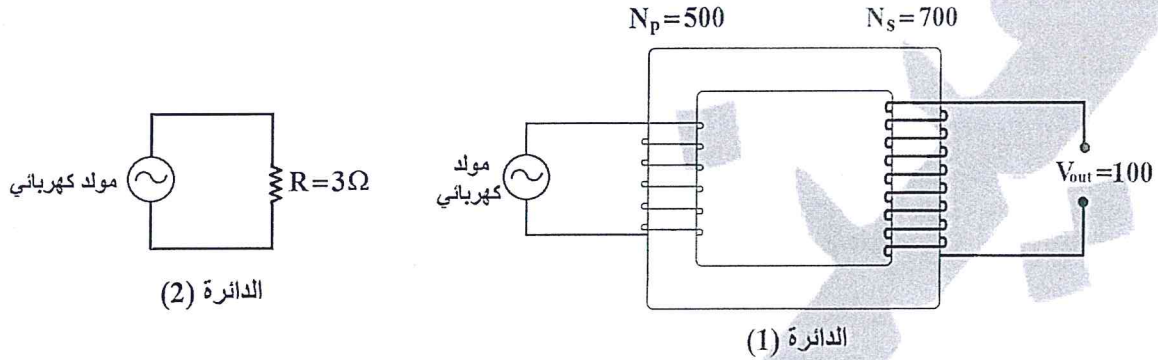 Nₚ=500
Nₛ=700
مولد كهربائي
Vout=100
الدائرة (1)
مولد كهربائي
R=3Ω
الدائرة (2)